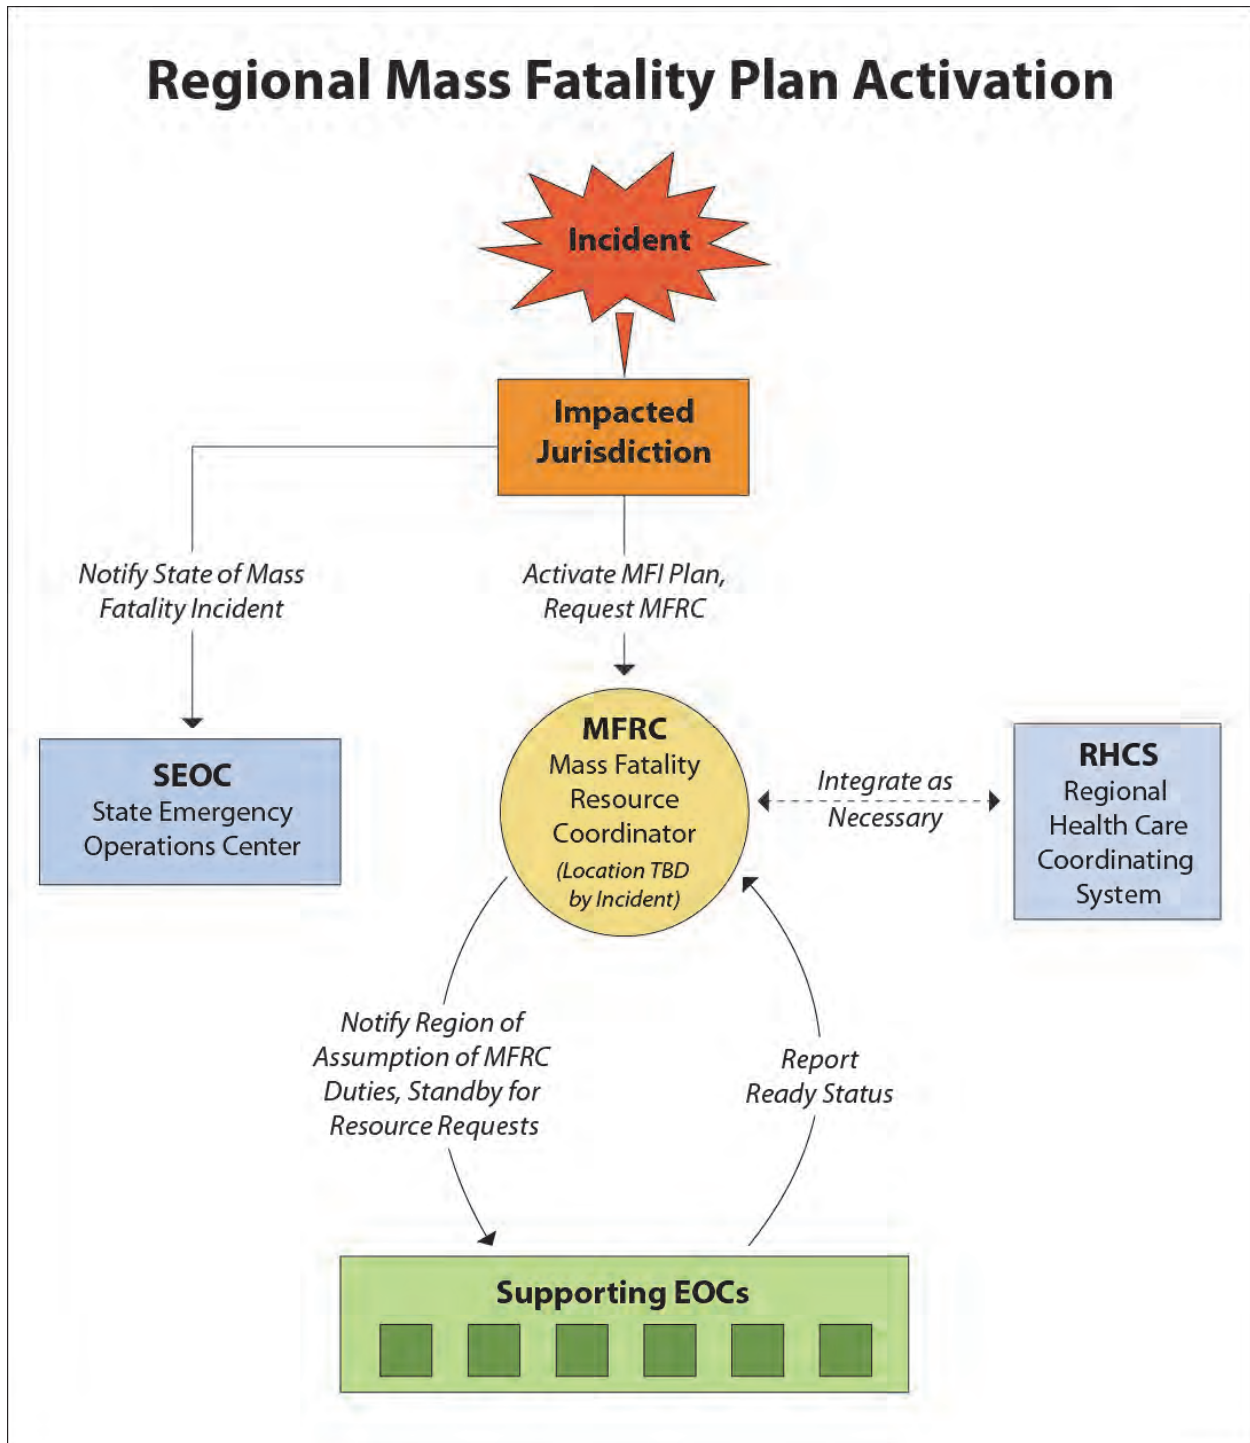 Regional Mass Fatality Plan Activation
Incident
Impacted
Jurisdiction
Notify State of Mass
Fatality Incident
Activate MFI Plan,
Request MFRC
SEOC
State Emergency
Operations Center
MFRC
Mass Fatality
Resource
Coordinator
(Location TBD
by Incident)
Integrate as
Necessary
RHCS
Regional
Health Care
Coordinating
System
Notify Region of
Assumption of MFRC
Duties, Standby for
Resource Requests
Report
Ready Status
Supporting EOCs